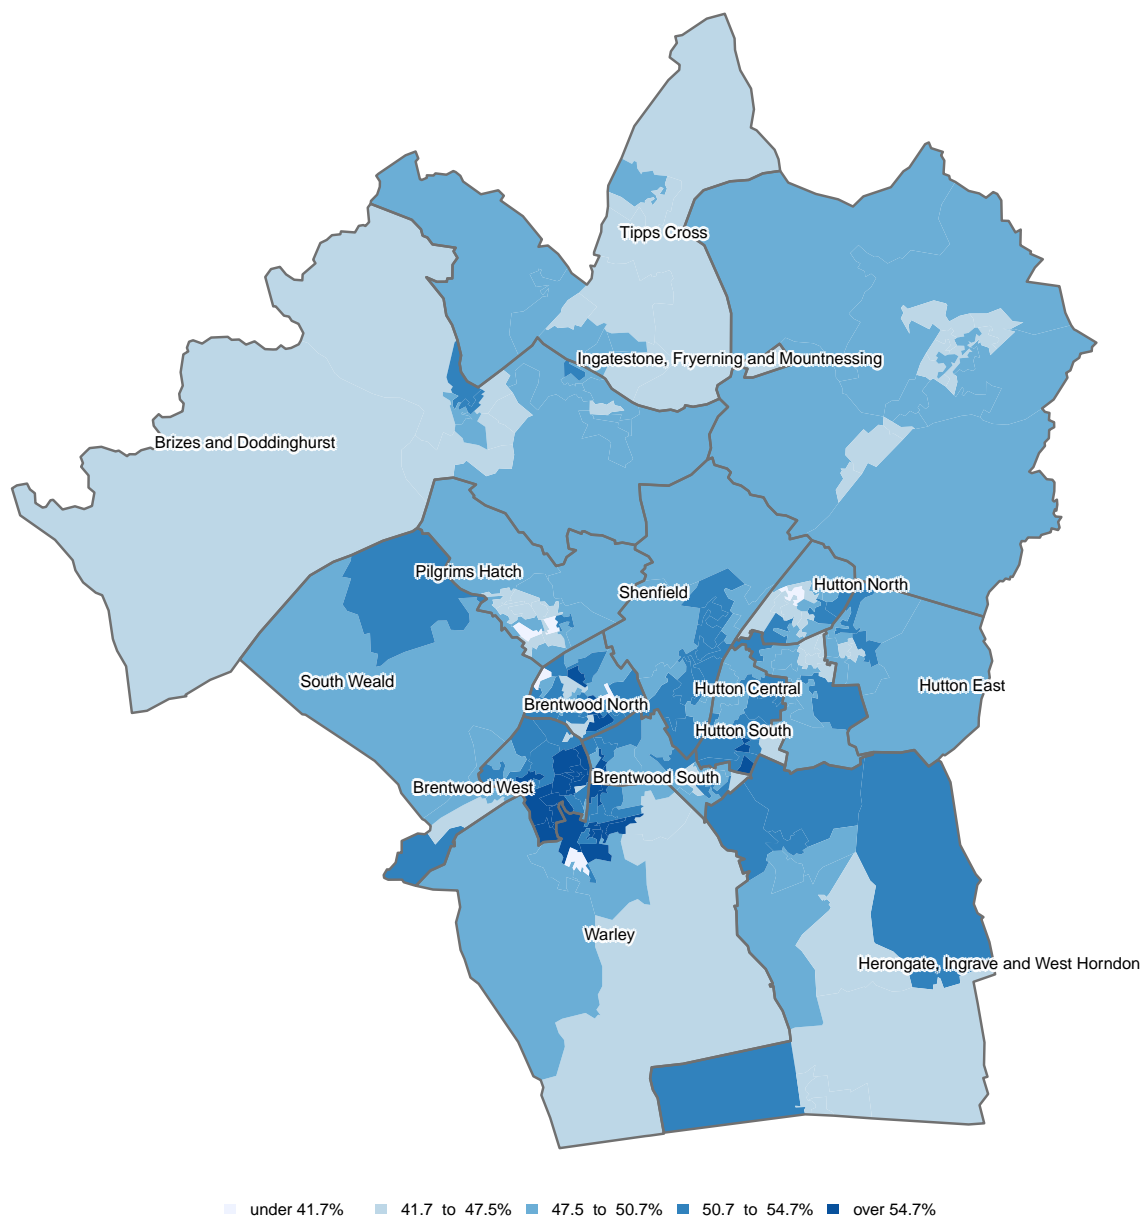 Tipps Cross
Ingatestone, Fryerning and Mountnessing
Brizes and Doddinghurst
Pilgrims Hatch
Shenfield
Hutton North
South Weald
Hutton Central
Hutton East
Brentwood North
Hutton South
Brentwood West
Brentwood South
Warley
Herongate, Ingrave and West Horndon
under 41.7% 41.7 to 47.5% 47.5 to 50.7% 50.7 to 54.7% over 54.7%